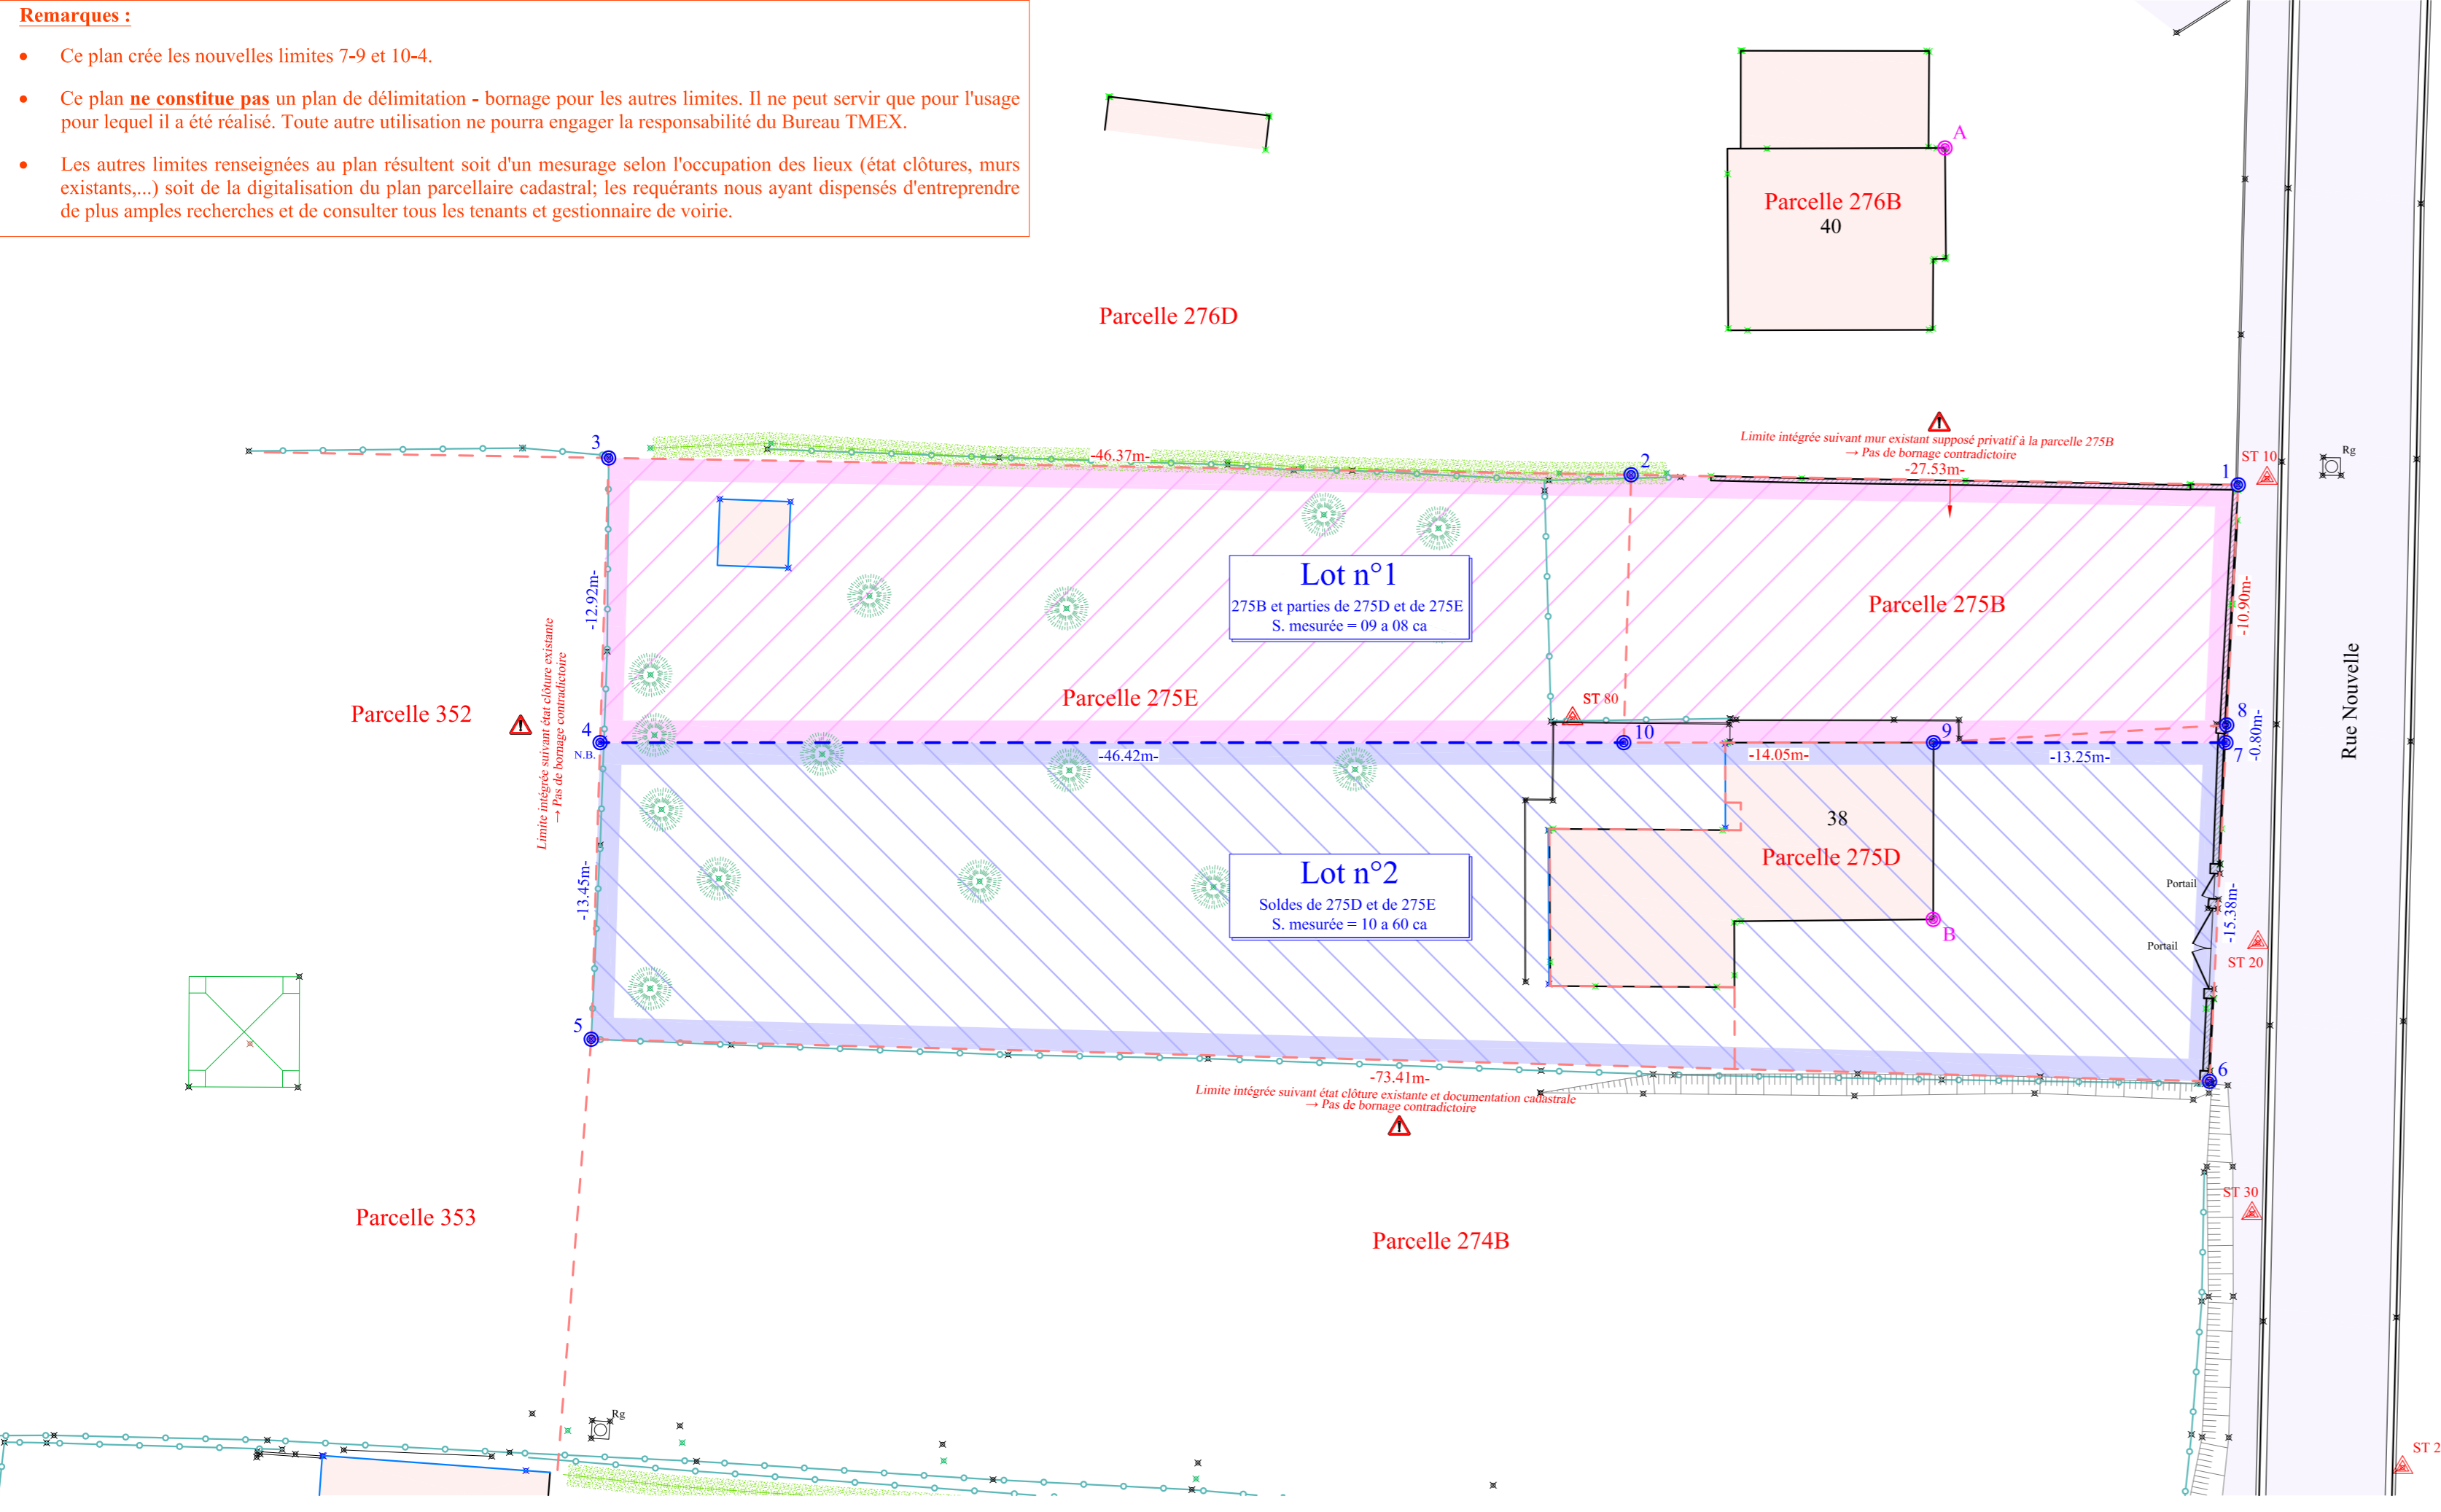 Remarques :
• Ce plan crée les nouvelles limites 7-9 et 10-4.
• Ce plan ne constitue pas un plan de délimitation - bornage pour les autres limites. Il ne peut servir que pour l'usage
pour lequel il a été réalisé. Toute autre utilisation ne pourra engager la responsabilité du Bureau TMEX.
• Les autres limites renseignées au plan résultent soit d'un mesurage selon l'occupation des lieux (état clôtures, murs
existants,...) soit de la digitalisation du plan parcellaire cadastral; les requérants nous ayant dispensés d'entreprendre
de plus amples recherches et de consulter tous les tenants et gestionnaire de voirie.
A
Parcelle 276B
40
Parcelle 276D
Limite intégrée suivant mur existant supposé privatif à la parcelle 275B
→ Pas de bornage contradictoire
-27.53m-
3
-46.37m-
2
1
ST 10
Rg
Lot n°1
275B et parties de 275D et de 275E
S. mesurée = 09 a 08 ca
Parcelle 275B
-10.90m-
-12.92m-
Limite intégrée suivant état clôture existante
→ Pas de bornage contradictoire
Parcelle 352
Parcelle 275E
ST 80
Rue Nouvelle
4
N.B.
10
9
8
7
-0.80m-
-46.42m-
-14.05m-
-13.25m-
38
Parcelle 275D
Lot n°2
Soldes de 275D et de 275E
S. mesurée = 10 a 60 ca
-13.45m-
Portail
-15.38m-
B
Portail
ST 20
5
6
-73.41m-
Limite intégrée suivant état clôture existante et documentation cadastrale
→ Pas de bornage contradictoire
ST 30
Parcelle 353
Parcelle 274B
Rg
ST 2